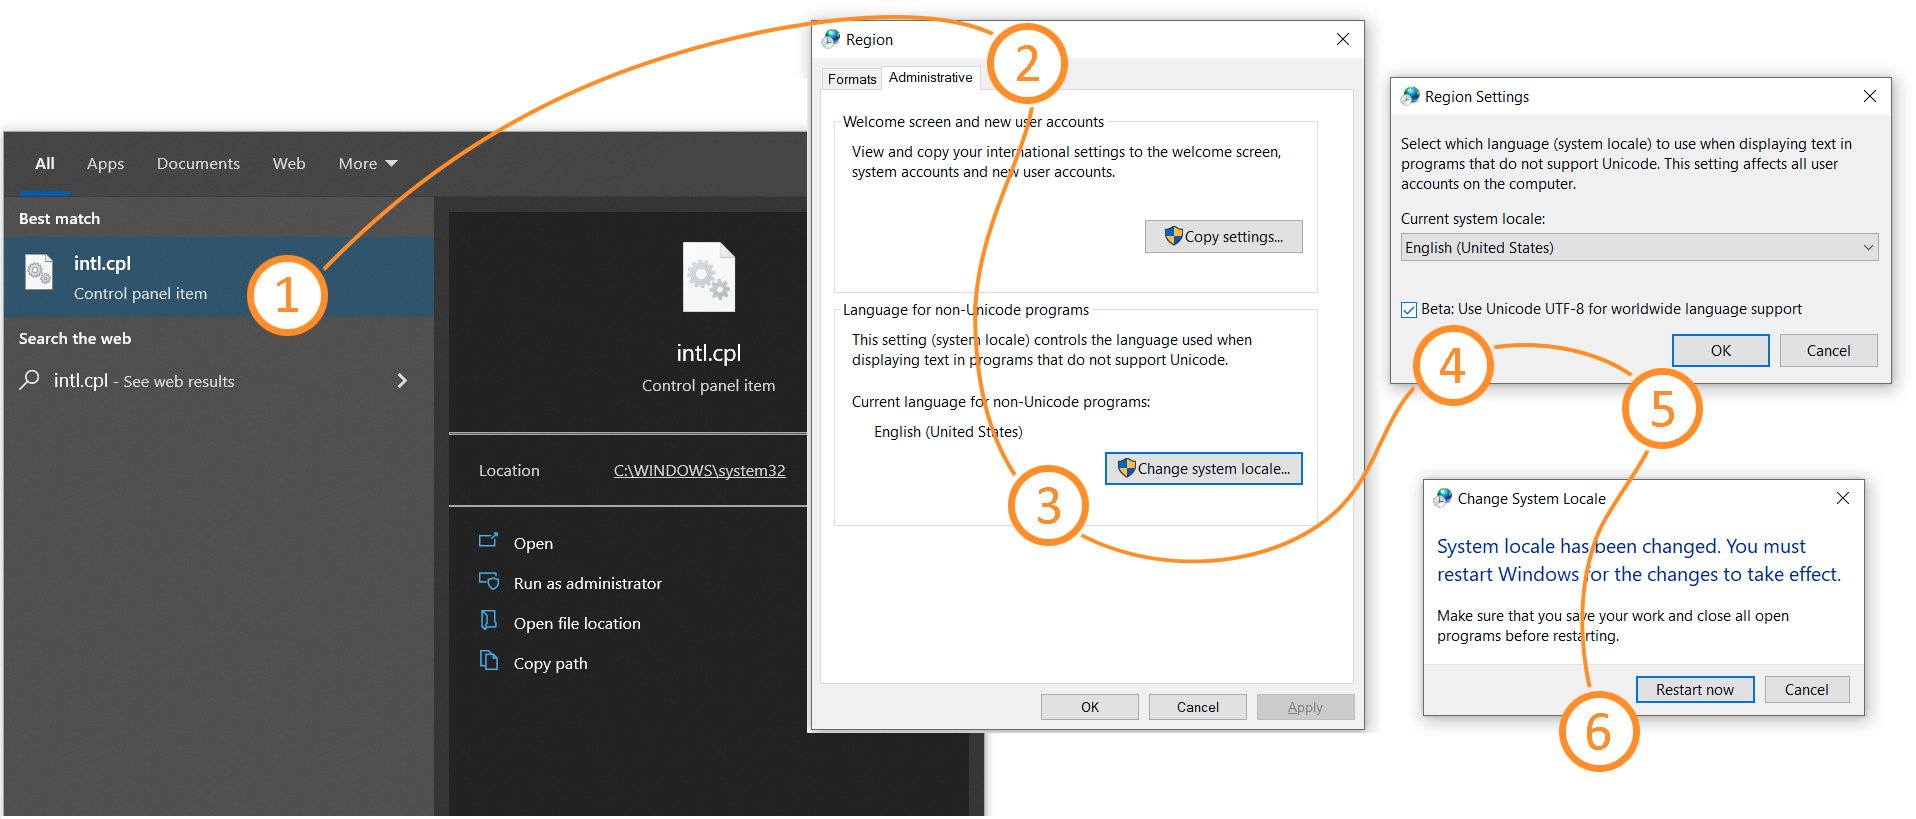 All Apps Documents Web More
Best match
intl.cpl
Control panel item
1
Search the web
intl.cpl - See web results
intl.cpl
Control panel item
Location C:\WINDOWS\system32
Open
Run as administrator
Open file location
Copy path
Region
2
Formats Administrative
Welcome screen and new user accounts
View and copy your international settings to the welcome screen,
system accounts and new user accounts.
Copy settings...
Language for non-Unicode programs
This setting (system locale) controls the language used when
displaying text in programs that do not support Unicode.
Current language for non-Unicode programs:
English (United States)
Change system locale...
3
OK Cancel Apply
Region Settings
Select which language (system locale) to use when displaying text in
programs that do not support Unicode. This setting affects all user
accounts on the computer.
Current system locale:
English (United States)
Beta: Use Unicode UTF-8 for worldwide language support
4
OK Cancel
5
Change System Locale
System locale has been changed. You must
restart Windows for the changes to take effect.
Make sure that you save your work and close all open
programs before restarting.
Restart now Cancel
6